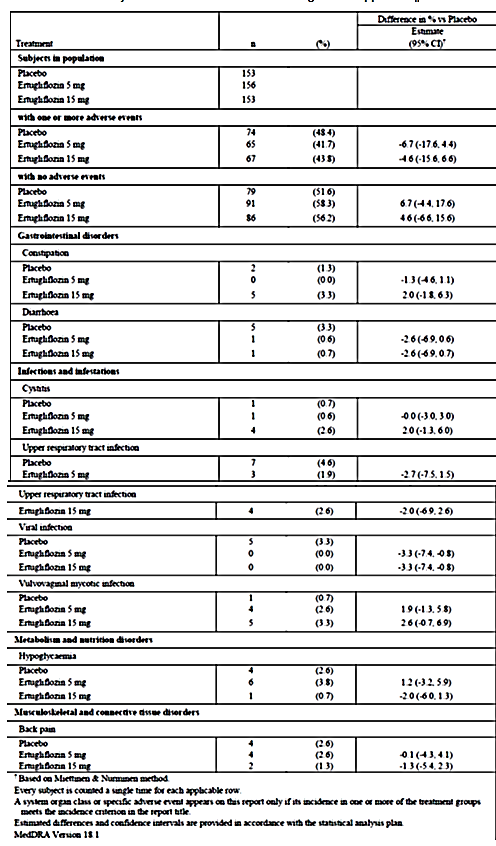 Difference in % vs Placebo
Estimate
Treatment n (%) (95% CI)†
Subjects in population
Placebo 153
Ertugliflozin 5 mg 156
Ertugliflozin 15 mg 153
with one or more adverse events
Placebo 74 (48.4)
Ertugliflozin 5 mg 65 (41.7) -6.7 (-17.6, 4.4)
Ertugliflozin 15 mg 67 (43.8) -4.6 (-15.6, 6.6)
with no adverse events
Placebo 79 (51.6)
Ertugliflozin 5 mg 91 (58.3) 6.7 (-4.4, 17.6)
Ertugliflozin 15 mg 86 (56.2) 4.6 (-6.6, 15.6)
Gastrointestinal disorders
Constipation
Placebo 2 (1.3)
Ertugliflozin 5 mg 0 (0.0) -1.3 (-4.6, 1.1)
Ertugliflozin 15 mg 5 (3.3) 2.0 (-1.8, 6.3)
Diarrhoea
Placebo 5 (3.3)
Ertugliflozin 5 mg 1 (0.6) -2.6 (-6.9, 0.6)
Ertugliflozin 15 mg 1 (0.7) -2.6 (-6.9, 0.7)
Infections and infestations
Cystitis
Placebo 1 (0.7)
Ertugliflozin 5 mg 1 (0.6) -0.0 (-3.0, 3.0)
Ertugliflozin 15 mg 4 (2.6) 2.0 (-1.3, 6.0)
Upper respiratory tract infection
Placebo 7 (4.6)
Ertugliflozin 5 mg 3 (1.9) -2.7 (-7.5, 1.5)
Upper respiratory tract infection
Ertugliflozin 15 mg 4 (2.6) -2.0 (-6.9, 2.6)
Viral infection
Placebo 5 (3.3)
Ertugliflozin 5 mg 0 (0.0) -3.3 (-7.4, -0.8)
Ertugliflozin 15 mg 0 (0.0) -3.3 (-7.4, -0.8)
Vulvovaginal mycotic infection
Placebo 1 (0.7)
Ertugliflozin 5 mg 4 (2.6) 1.9 (-1.3, 5.8)
Ertugliflozin 15 mg 5 (3.3) 2.6 (-0.7, 6.9)
Metabolism and nutrition disorders
Hypoglycaemia
Placebo 4 (2.6)
Ertugliflozin 5 mg 6 (3.8) 1.2 (-3.2, 5.9)
Ertugliflozin 15 mg 1 (0.7) -2.0 (-6.0, 1.3)
Musculoskeletal and connective tissue disorders
Back pain
Placebo 4 (2.6)
Ertugliflozin 5 mg 4 (2.6) -0.1 (-4.3, 4.1)
Ertugliflozin 15 mg 2 (1.3) -1.3 (-5.4, 2.3)
† Based on Miettinen & Nurminen method.
Every subject is counted a single time for each applicable row.
A system organ class or specific adverse event appears on this report only if its incidence in one or more of the treatment groups
meets the incidence criterion in the report title.
Estimated differences and confidence intervals are provided in accordance with the statistical analysis plan.
MedDRA Version 18.1